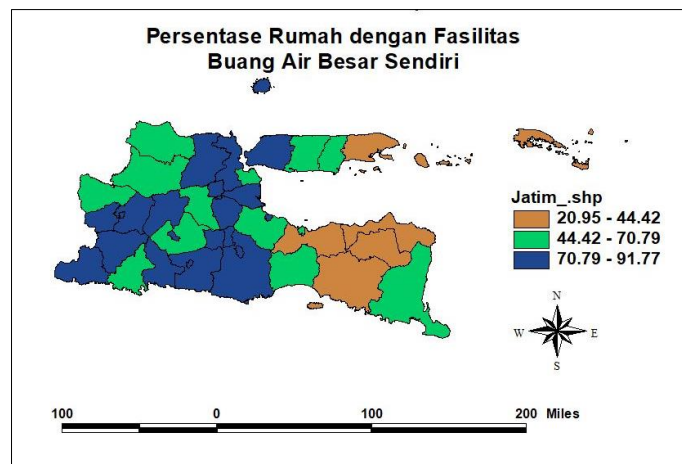 Persentase Rumah dengan Fasilitas
Buang Air Besar Sendiri
Jatim_.shp
20.95 - 44.42
44.42 - 70.79
70.79 - 91.77
N
W E
S
100 0 100 200 Miles